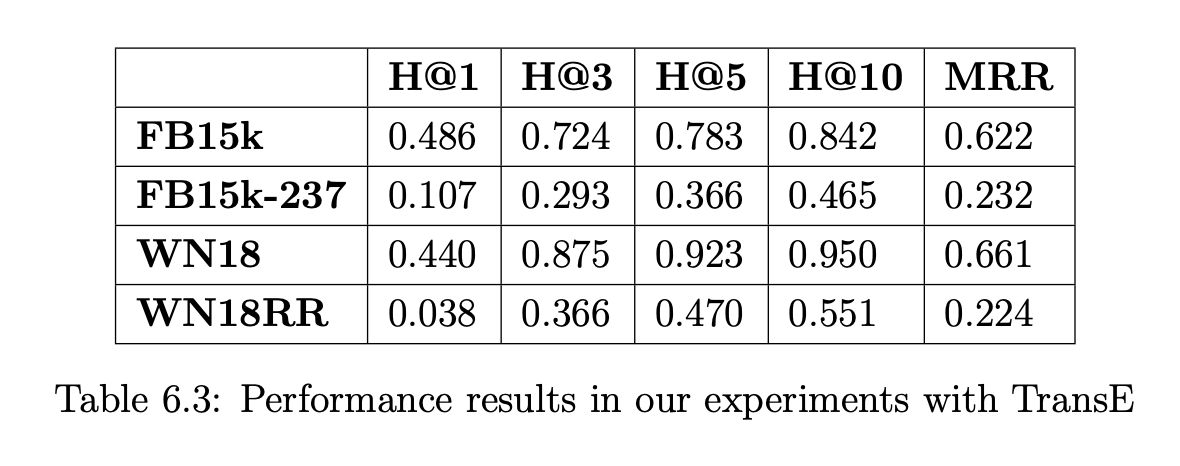 H@1 H@3 H@5 H@10 MRR
FB15k 0.486 0.724 0.783 0.842 0.622
FB15k-237 0.107 0.293 0.366 0.465 0.232
WN18 0.440 0.875 0.923 0.950 0.661
WN18RR 0.038 0.366 0.470 0.551 0.224
Table 6.3: Performance results in our experiments with TransE